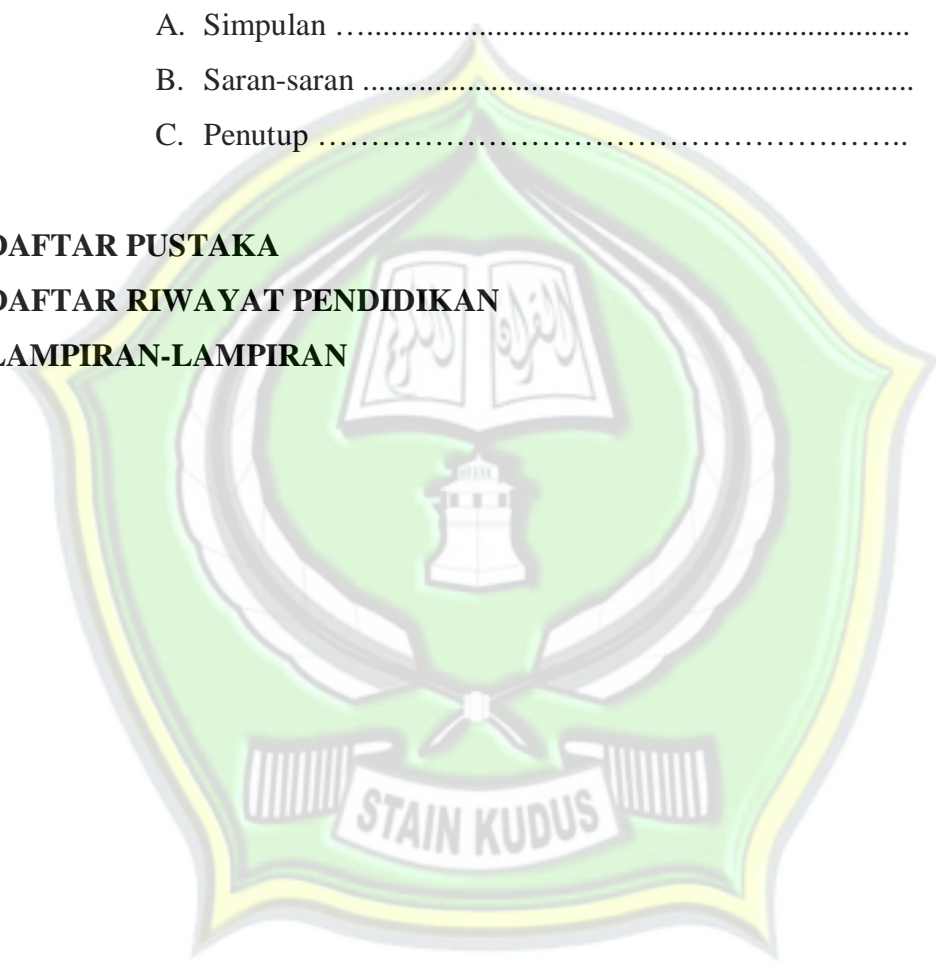 A. Simpulan …....................................................................
B. Saran-saran .....................................................................
C. Penutup ………………………………………………..
DAFTAR PUSTAKA
DAFTAR RIWAYAT PENDIDIKAN
LAMPIRAN-LAMPIRAN
STAIN KUDUS